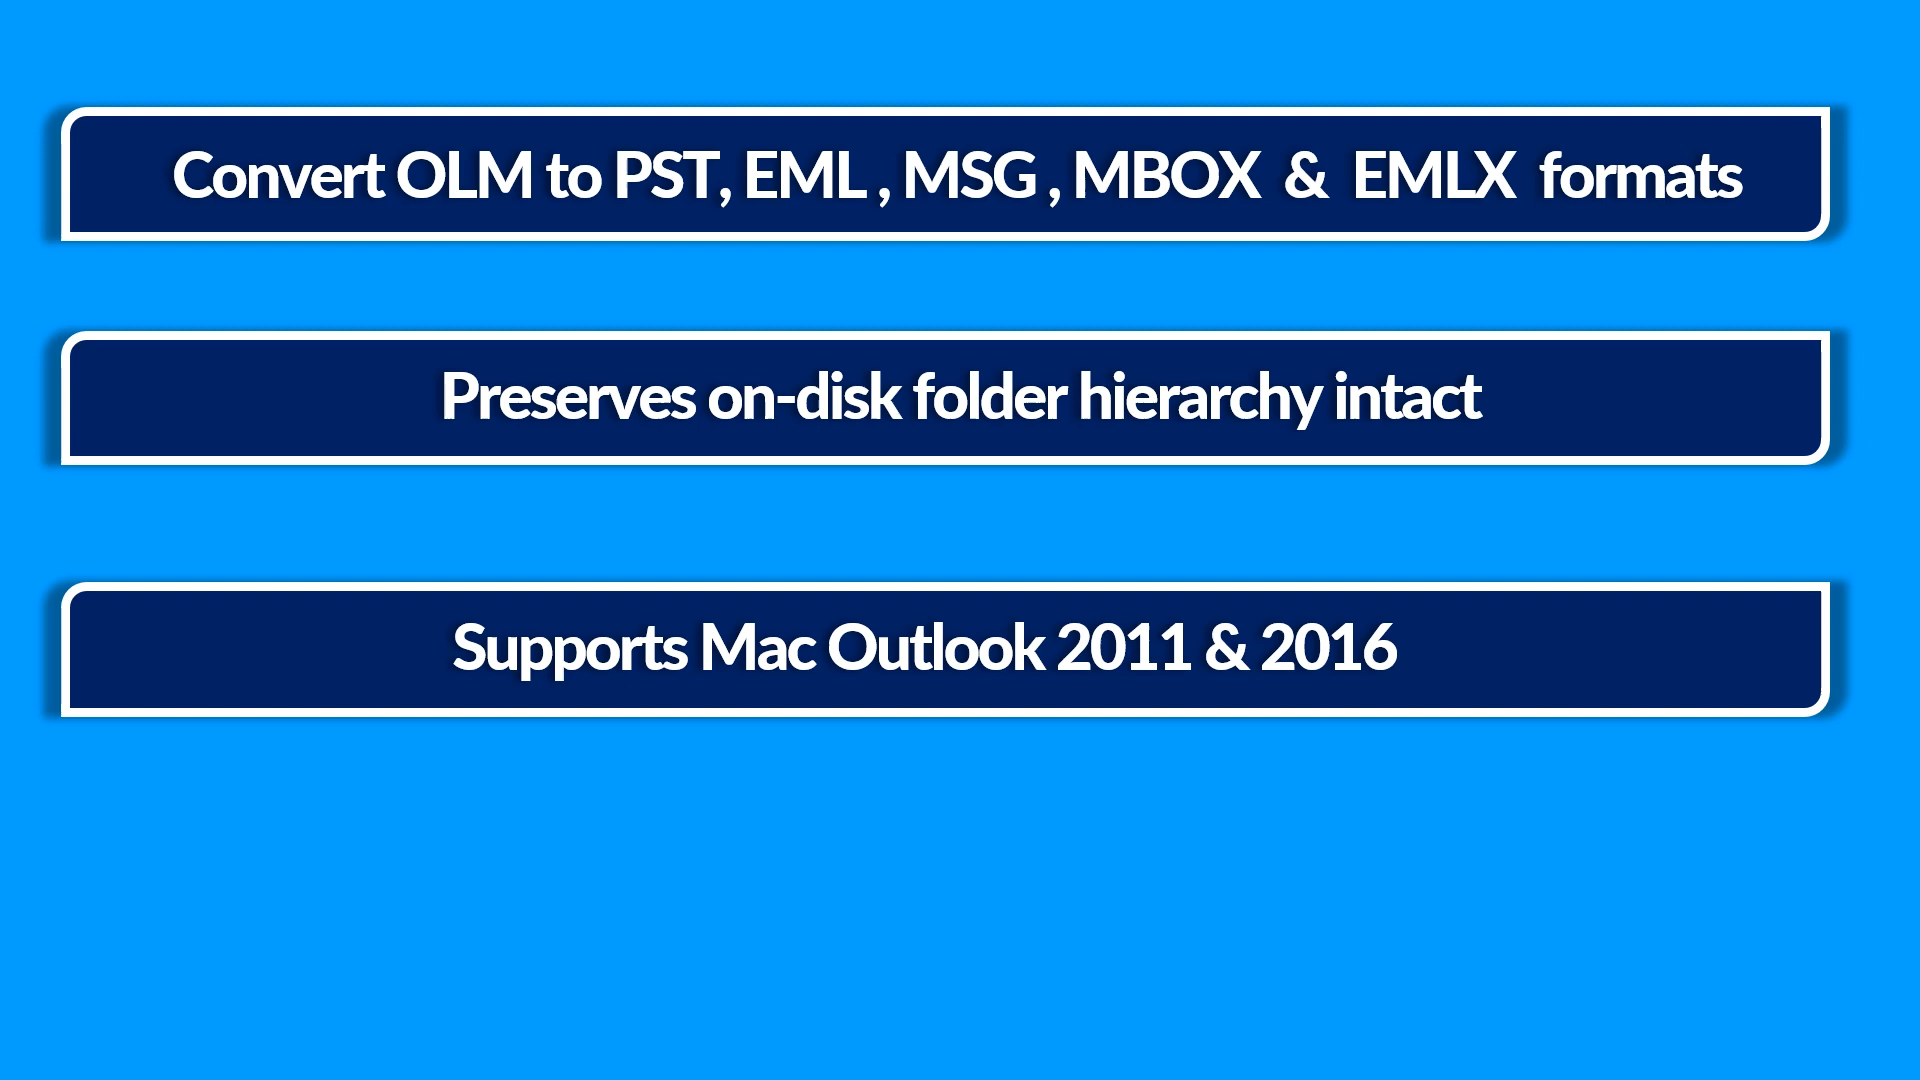 Convert OLM to PST, EML , MSG , MBOX & EMLX formats
Preserves on-disk folder hierarchy intact
Supports Mac Outlook 2011 & 2016